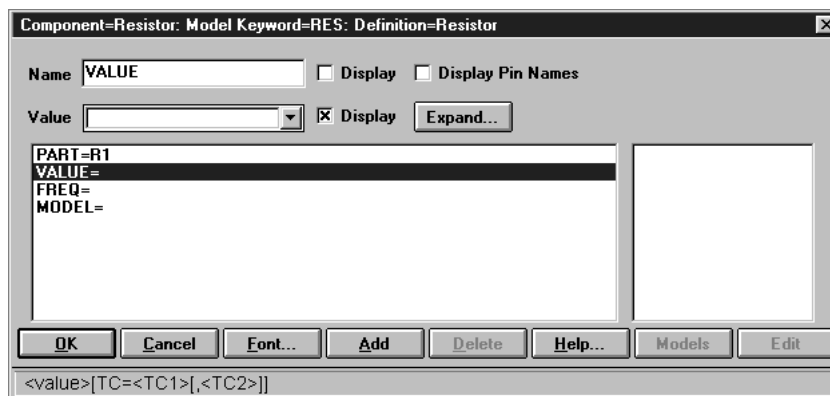 Component=Resistor: Model Keyword=RES: Definition=Resistor
Name VALUE Display Display Pin Names
Value Display Expand...
PART=R1
VALUE=
FREQ=
MODEL=
OK Cancel Font... Add Delete Help... Models Edit
<value>[TC=<TC1>[,<TC2>]]